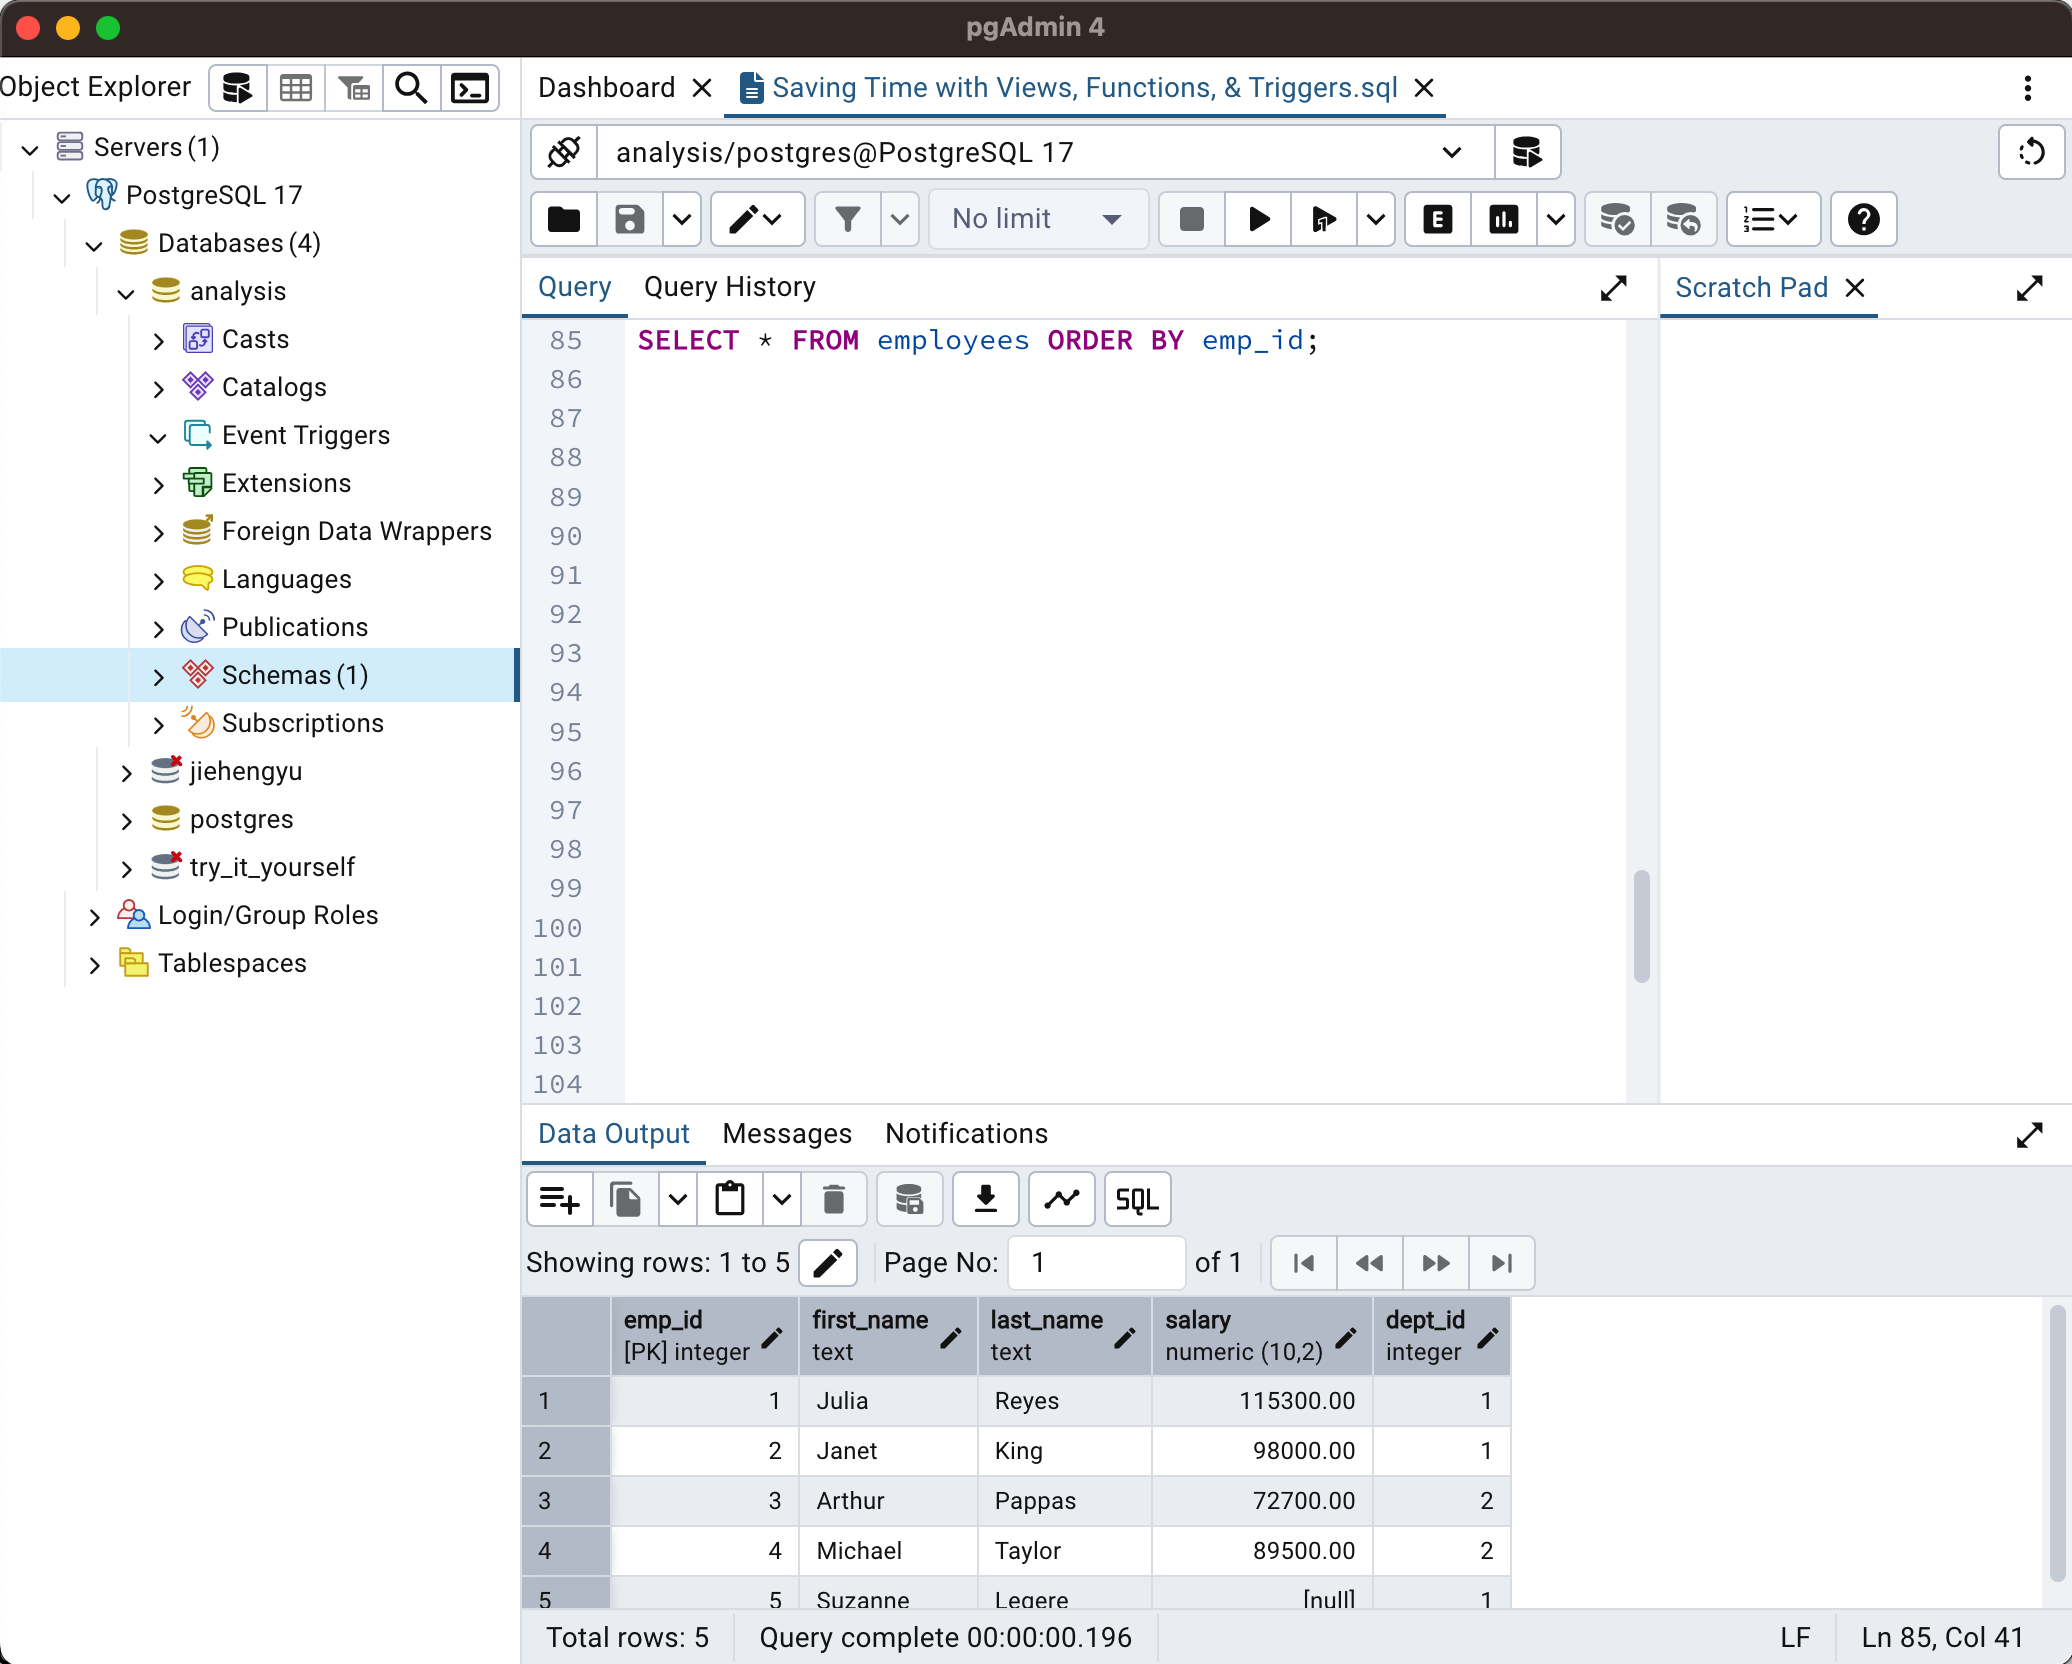 pgAdmin 4
Object Explorer
Servers (1)
PostgreSQL 17
Databases (4)
analysis
Casts
Catalogs
Event Triggers
Extensions
Foreign Data Wrappers
Languages
Publications
Schemas (1)
Subscriptions
jiehengyu
postgres
try_it_yourself
Login/Group Roles
Tablespaces
Dashboard
Saving Time with Views, Functions, & Triggers.sql
analysis/postgres@PostgreSQL 17
No limit
E
Query
Query History
Scratch Pad
85 SELECT * FROM employees ORDER BY emp_id;
86
87
88
89
90
91
92
93
94
95
96
97
98
99
100
101
102
103
104
Data Output
Messages
Notifications
SQL
Showing rows: 1 to 5
Page No: 1 of 1
emp_id first_name last_name salary dept_id
[PK] integer text text numeric (10,2) integer
1 1 Julia Reyes 115300.00 1
2 2 Janet King 98000.00 1
3 3 Arthur Pappas 72700.00 2
4 4 Michael Taylor 89500.00 2
5 5 Suzanne Legere [null] 1
Total rows: 5
Query complete 00:00:00.196
LF
Ln 85, Col 41